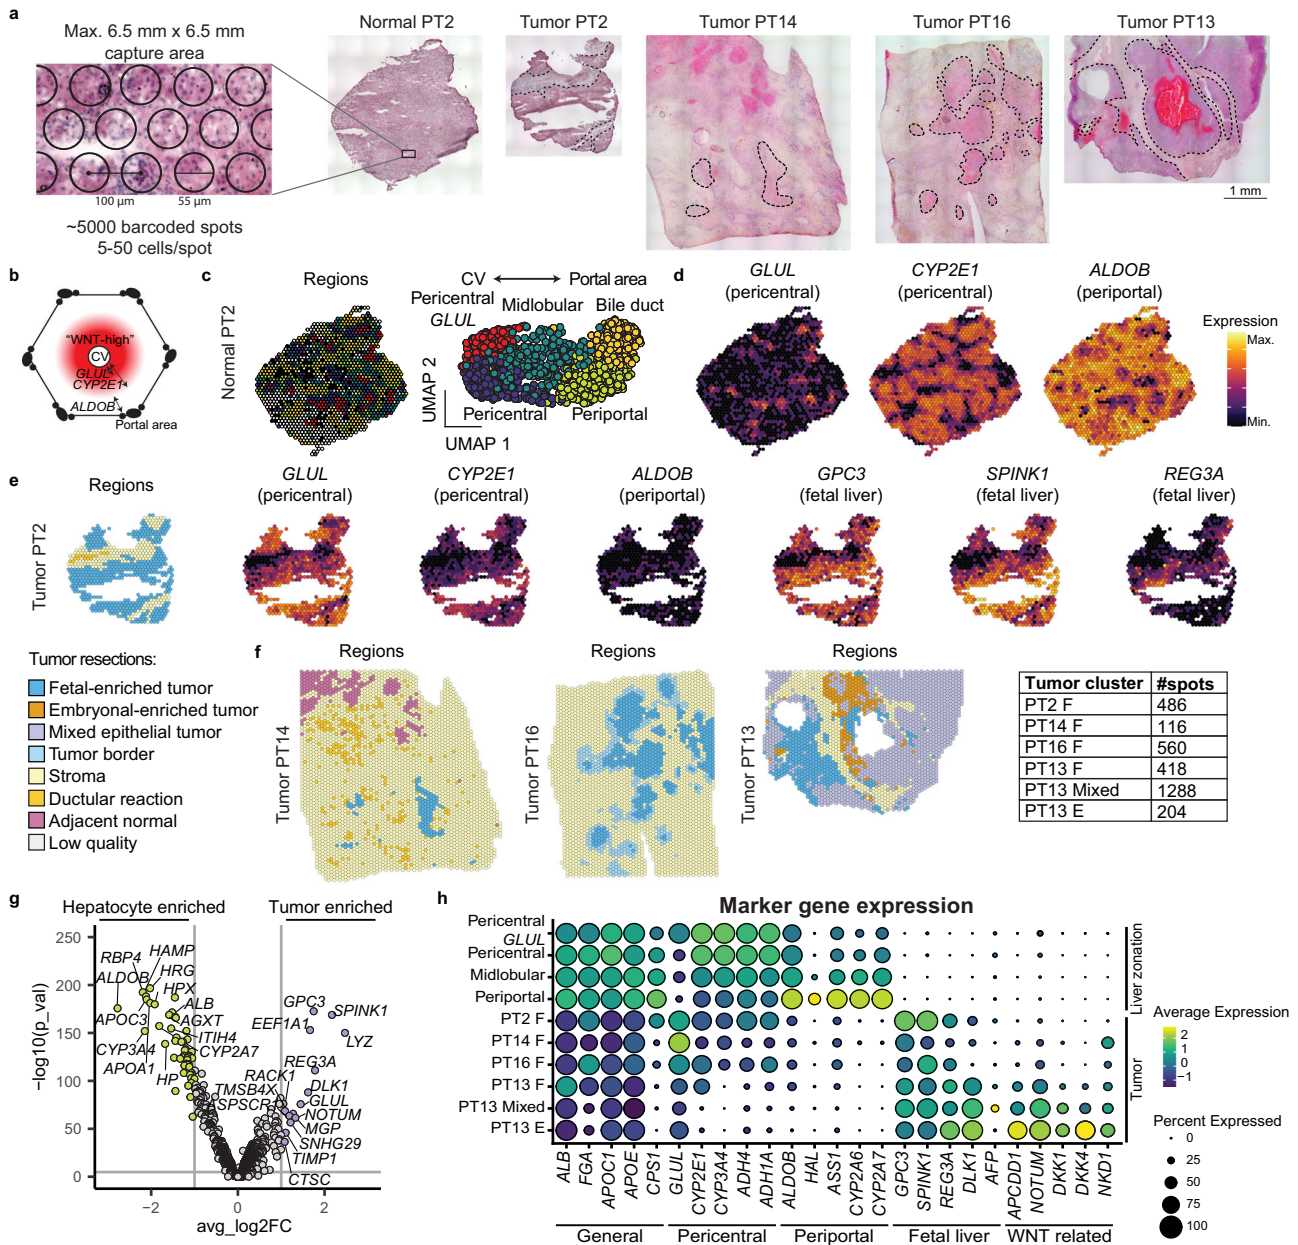 a
Max. 6.5 mm x 6.5 mm
capture area
100 µm
55 µm
~5000 barcoded spots
5-50 cells/spot
Normal PT2
Tumor PT2
Tumor PT14
Tumor PT16
Tumor PT13
1 mm
b
"WNT-high"
CV
GLUL
CYP2E1
ALDOB
Portal area
c
Normal PT2
Regions
CV
Portal area
Pericentral
GLUL
Midlobular
Bile duct
Pericentral
Periportal
UMAP 2
UMAP 1
d
GLUL
(pericentral)
CYP2E1
(pericentral)
ALDOB
(periportal)
Expression
Max.
Min.
e
Tumor PT2
Regions
GLUL
(pericentral)
CYP2E1
(pericentral)
ALDOB
(periportal)
GPC3
(fetal liver)
SPINK1
(fetal liver)
REG3A
(fetal liver)
Tumor resections:
Fetal-enriched tumor
Embryonal-enriched tumor
Mixed epithelial tumor
Tumor border
Stroma
Ductular reaction
Adjacent normal
Low quality
f
Regions
Tumor PT14
Regions
Tumor PT16
Regions
Tumor PT13
Tumor cluster #spots
PT2 F 486
PT14 F 116
PT16 F 560
PT13 F 418
PT13 Mixed 1288
PT13 E 204
g
Hepatocyte enriched
Tumor enriched
−log10(p_val)
250
200
150
100
50
0
−2
0
2
avg_log2FC
RBP4
HAMP
ALDOB
HRG
HPX
ALB
APOC3
AGXT
ITIH4
CYP3A4
CYP2A7
APOA1
HP
TMSB4X
ASPSCR1
GPC3
SPINK1
EEF1A1
LYZ
REG3A
RACK1
DLK1
GLUL
NOTUM
MGP
SNHG29
TIMP1
CTSC
h
Marker gene expression
Pericentral
GLUL
Pericentral
Midlobular
Periportal
PT2 F
PT14 F
PT16 F
PT13 F
PT13 Mixed
PT13 E
Liver zonation
Tumor
ALB
FGA
APOC1
APOE
CPS1
GLUL
CYP2E1
CYP3A4
ADH4
ADH1A
ALDOB
HAL
ASS1
CYP2A6
CYP2A7
GPC3
SPINK1
REG3A
DLK1
AFP
APCDD1
NOTUM
DKK1
DKK4
NKD1
General
Pericentral
Periportal
Fetal liver
WNT related
Average Expression
2
1
0
−1
Percent Expressed
0
25
50
75
100